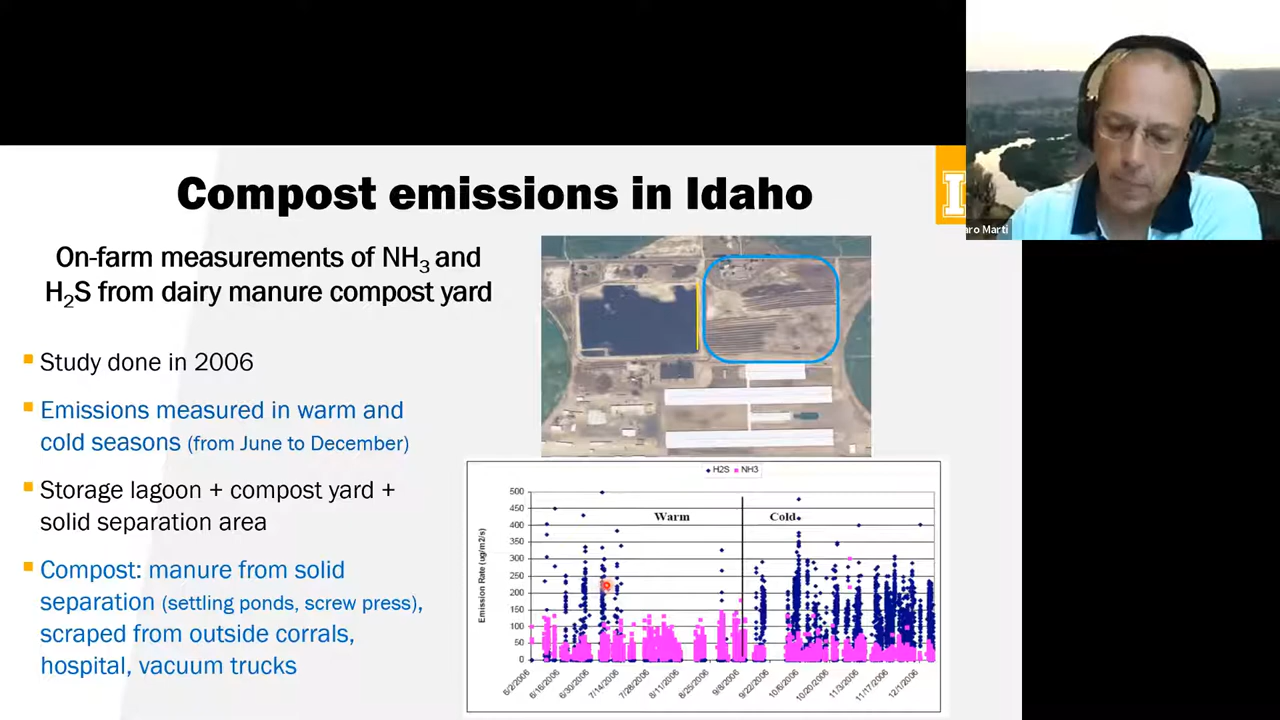 Compost emissions in Idaho
I
aro Marti
On-farm measurements of NH3 and
H2S from dairy manure compost yard
▪ Study done in 2006
▪ Emissions measured in warm and
cold seasons (from June to December)
▪ Storage lagoon + compost yard +
solid separation area
▪ Compost: manure from solid
separation (settling ponds, screw press),
scraped from outside corrals,
hospital, vacuum trucks
H2S NH3
Emission Rate (ug/m2/s)
500
450
400
350
300
250
200
150
100
50
0
Warm
Cold
6/2/2006
6/16/2006
6/30/2006
7/14/2006
7/28/2006
8/11/2006
8/25/2006
9/8/2006
9/22/2006
10/6/2006
10/20/2006
11/3/2006
11/17/2006
12/1/2006